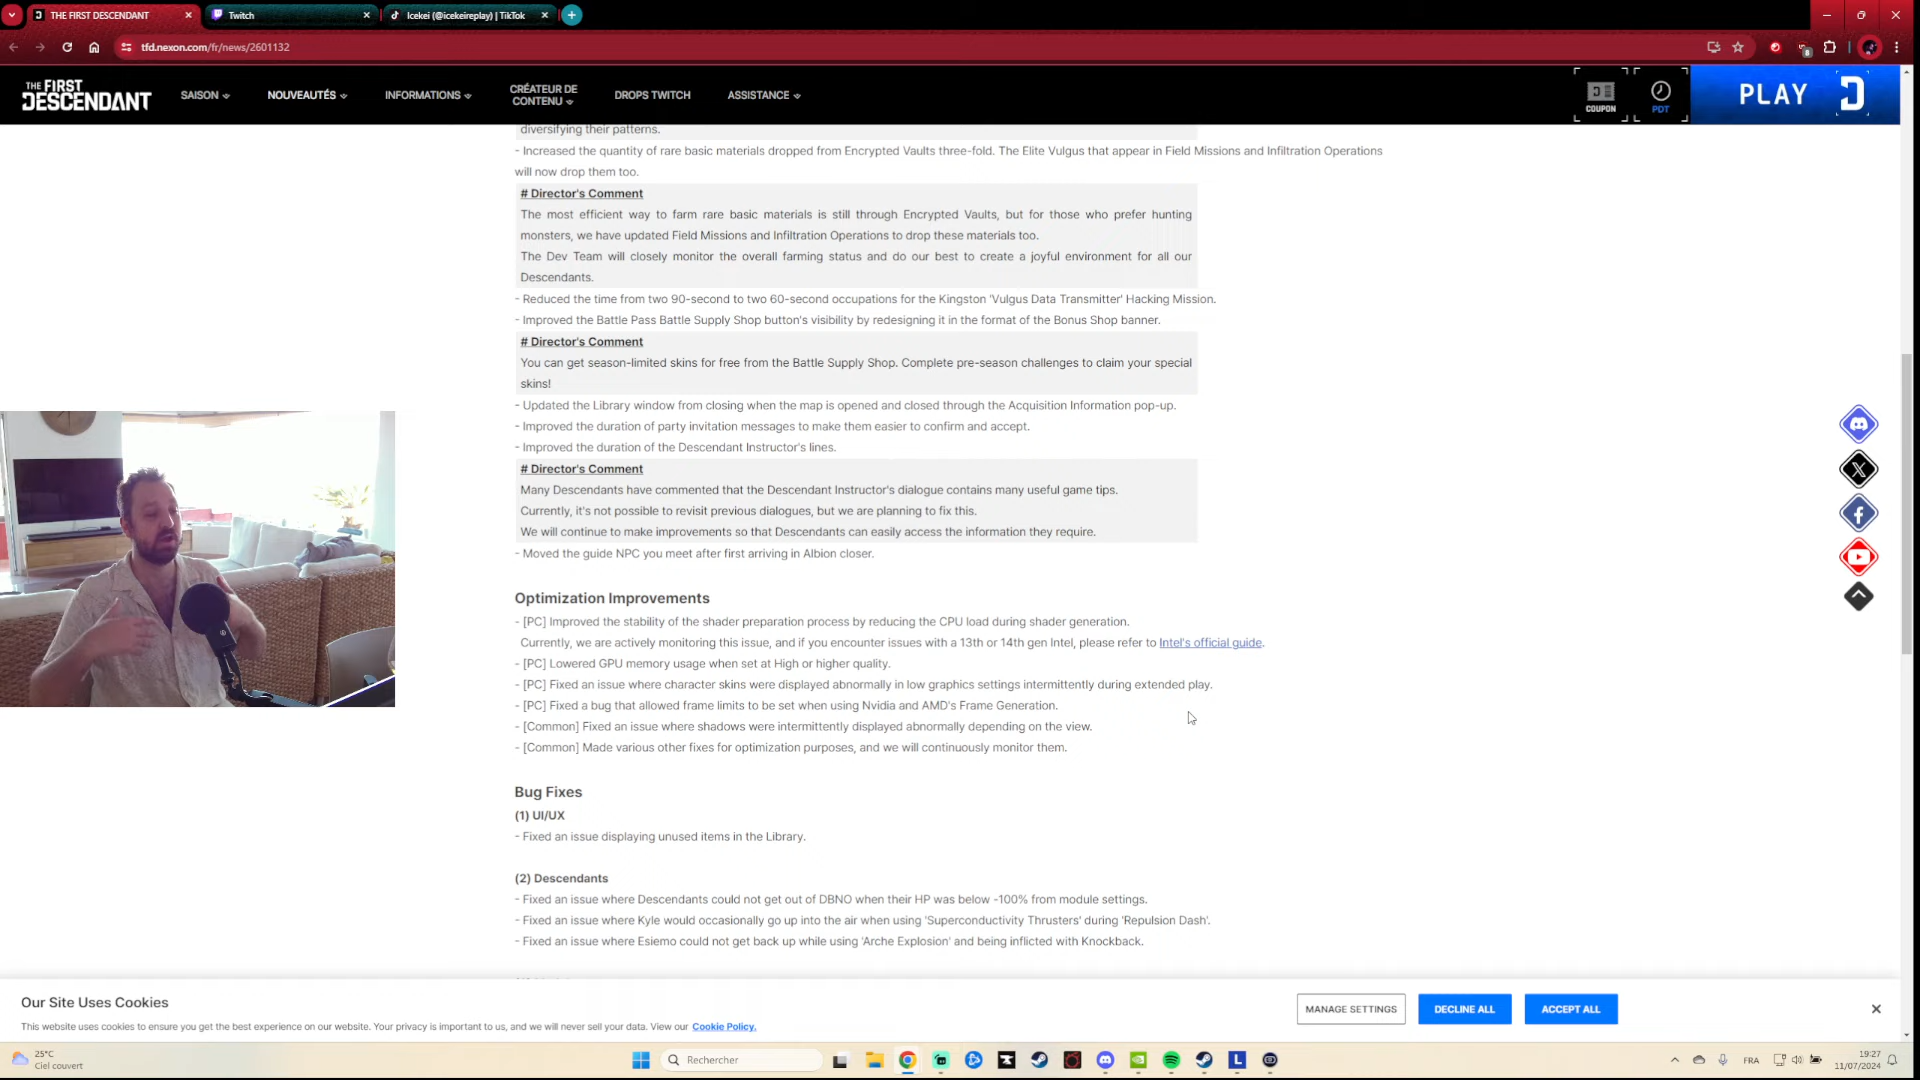 THE FIRST DESCENDANT
Twitch
Icekei (@icekeireplay) | TikTok
tfd.nexon.com/fr/news/2601132
THE FIRST
DESCENDANT
SAISON
NOUVEAUTÉS
INFORMATIONS
CRÉATEUR DE
CONTENU
DROPS TWITCH
ASSISTANCE
COUPON
PDT
PLAY
diversifying their patterns.
- Increased the quantity of rare basic materials dropped from Encrypted Vaults three-fold. The Elite Vulgus that appear in Field Missions and Infiltration Operations
will now drop them too.
# Director's Comment
The most efficient way to farm rare basic materials is still through Encrypted Vaults, but for those who prefer hunting
monsters, we have updated Field Missions and Infiltration Operations to drop these materials too.
The Dev Team will closely monitor the overall farming status and do our best to create a joyful environment for all our
Descendants.
- Reduced the time from two 90-second to two 60-second occupations for the Kingston 'Vulgus Data Transmitter' Hacking Mission.
- Improved the Battle Pass Battle Supply Shop button's visibility by redesigning it in the format of the Bonus Shop banner.
# Director's Comment
You can get season-limited skins for free from the Battle Supply Shop. Complete pre-season challenges to claim your special
skins!
- Updated the Library window from closing when the map is opened and closed through the Acquisition Information pop-up.
- Improved the duration of party invitation messages to make them easier to confirm and accept.
- Improved the duration of the Descendant Instructor's lines.
# Director's Comment
Many Descendants have commented that the Descendant Instructor's dialogue contains many useful game tips.
Currently, it's not possible to revisit previous dialogues, but we are planning to fix this.
We will continue to make improvements so that Descendants can easily access the information they require.
- Moved the guide NPC you meet after first arriving in Albion closer.
Optimization Improvements
- [PC] Improved the stability of the shader preparation process by reducing the CPU load during shader generation.
Currently, we are actively monitoring this issue, and if you encounter issues with a 13th or 14th gen Intel, please refer to Intel's official guide.
- [PC] Lowered GPU memory usage when set at High or higher quality.
- [PC] Fixed an issue where character skins were displayed abnormally in low graphics settings intermittently during extended play.
- [PC] Fixed a bug that allowed frame limits to be set when using Nvidia and AMD's Frame Generation.
- [Common] Fixed an issue where shadows were intermittently displayed abnormally depending on the view.
- [Common] Made various other fixes for optimization purposes, and we will continuously monitor them.
Bug Fixes
(1) UI/UX
- Fixed an issue displaying unused items in the Library.
(2) Descendants
- Fixed an issue where Descendants could not get out of DBNO when their HP was below -100% from module settings.
- Fixed an issue where Kyle would occasionally go up into the air when using 'Superconductivity Thrusters' during 'Repulsion Dash'.
- Fixed an issue where Esiemo could not get back up while using 'Arche Explosion' and being inflicted with Knockback.
Our Site Uses Cookies
This website uses cookies to ensure you get the best experience on our website. Your privacy is important to us, and we will never sell your data. View our Cookie Policy.
MANAGE SETTINGS
DECLINE ALL
ACCEPT ALL
25°C
Ciel couvert
Rechercher
FRA
19:27
11/07/2024